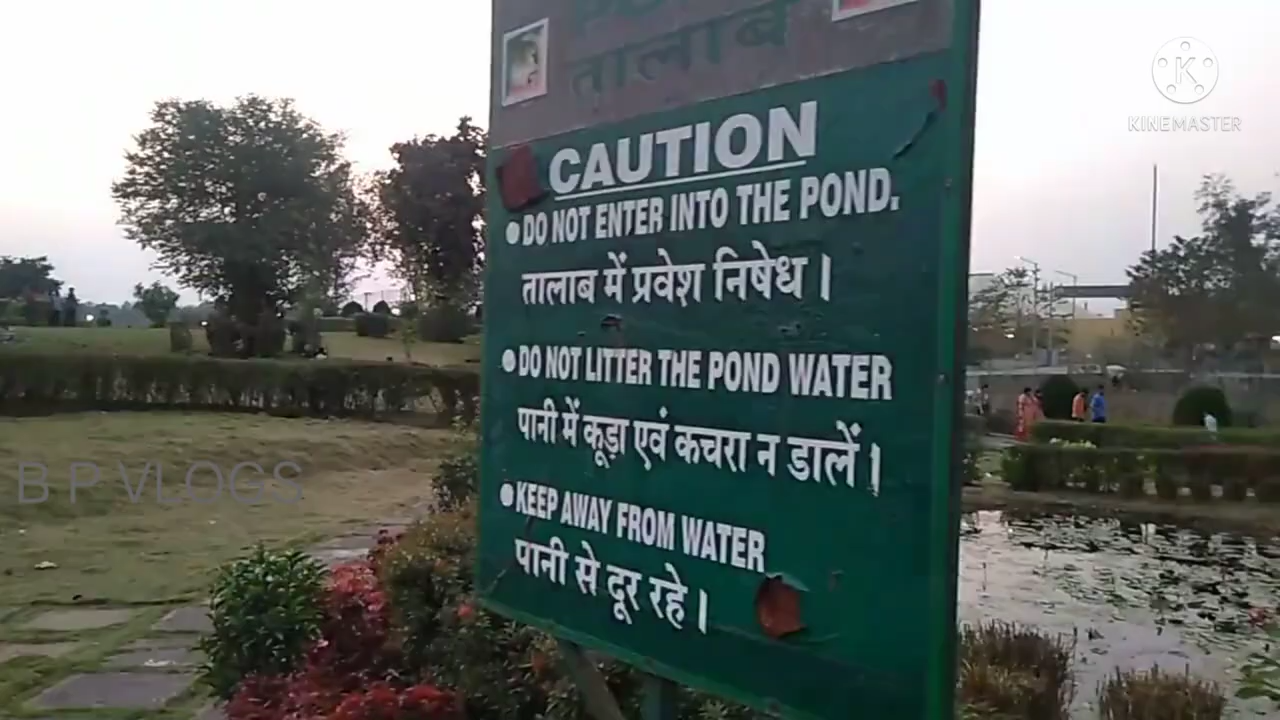 तालाब
CAUTION
• DO NOT ENTER INTO THE POND.
तालाब में प्रवेश निषेध।
• DO NOT LITTER THE POND WATER
पानी में कूड़ा एवं कचरा न डालें।
• KEEP AWAY FROM WATER
पानी से दूर रहे।
KINEMASTER
B P VLOGS